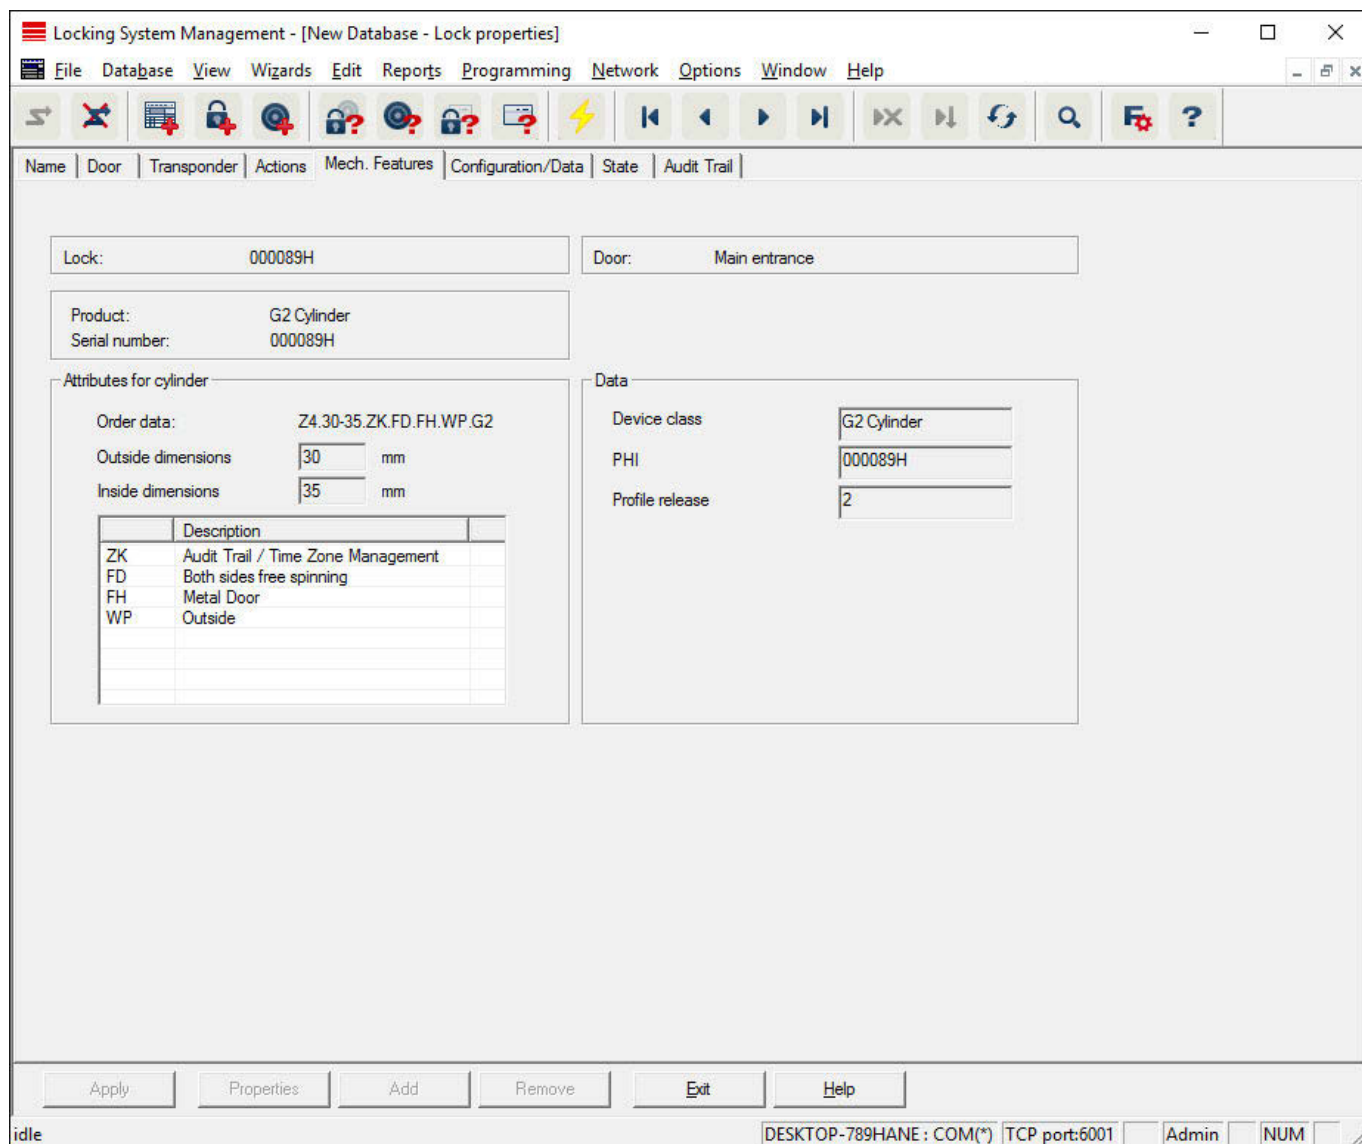 Locking System Management - [New Database - Lock properties]
File Database View Wizards Edit Reports Programming Network Options Window Help
Name Door Transponder Actions Mech. Features Configuration/Data State Audit Trail
Lock: 000089H Door: Main entrance
Product: G2 Cylinder
Serial number: 000089H
Attributes for cylinder Data
Order data: Z4.30-35.ZK.FD.FH.WP.G2 Device class G2 Cylinder
Outside dimensions 30 mm PHI 000089H
Inside dimensions 35 mm Profile release 2
Description
ZK Audit Trail / Time Zone Management
FD Both sides free spinning
FH Metal Door
WP Outside
Apply Properties Add Remove Exit Help
idle DESKTOP-789HANE : COM(*) TCP port:6001 Admin NUM